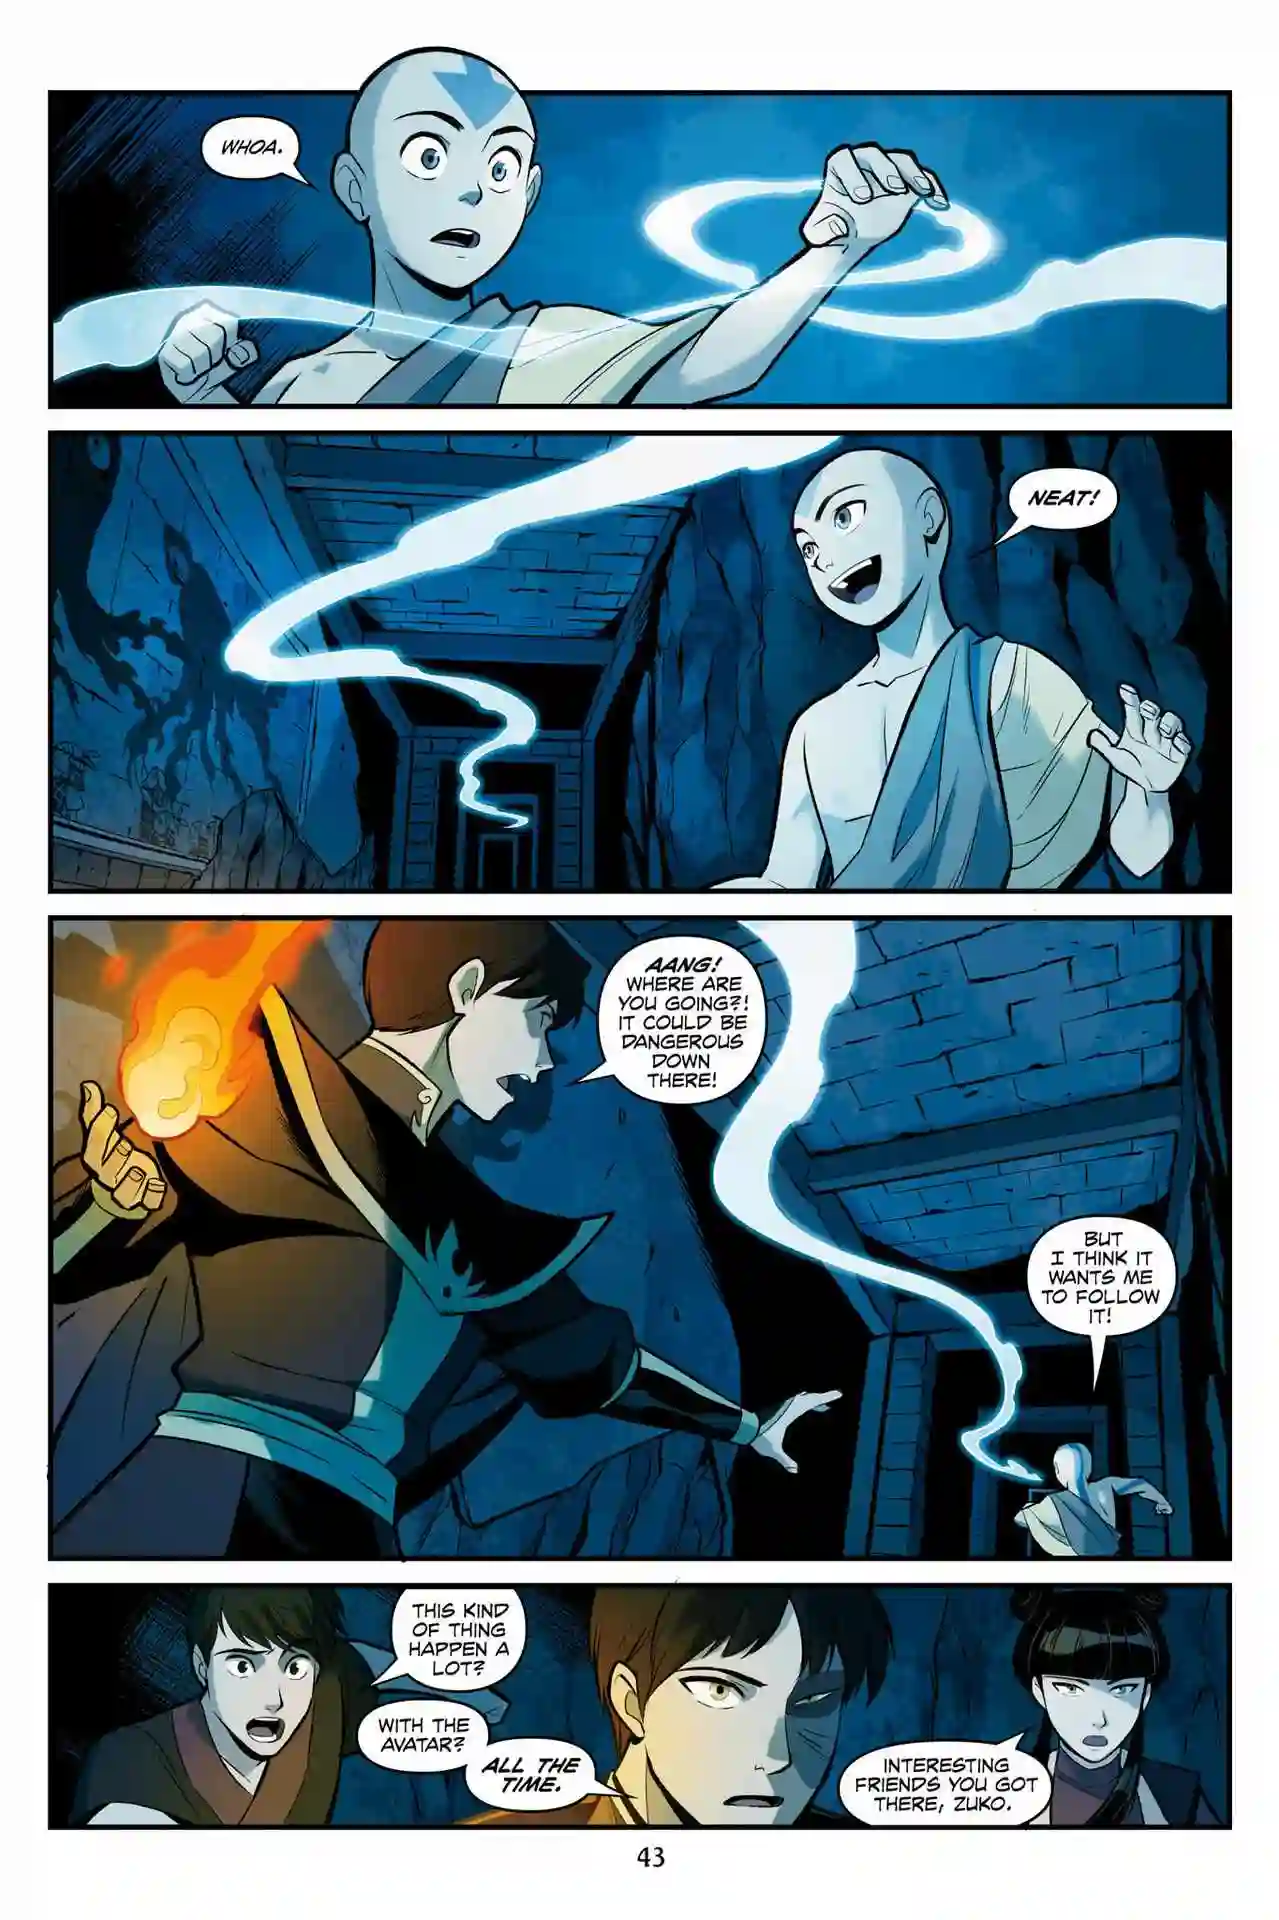 WHOA.
NEAT!
AANG!
WHERE ARE
YOU GOING?!
IT COULD BE
DANGEROUS
DOWN
THERE!
BUT
I THINK IT
WANTS ME
TO FOLLOW
IT!
THIS KIND
OF THING
HAPPEN A
LOT?
WITH THE
AVATAR?
ALL THE
TIME.
INTERESTING
FRIENDS YOU GOT
THERE, ZUKO.
43